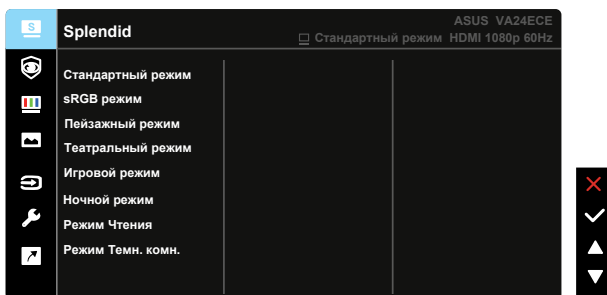 S
Splendid
ASUS VA24ECE
Стандартный режим HDMI 1080p 60Hz
Стандартный режим
sRGB режим
Пейзажный режим
Театральный режим
Игровой режим
Ночной режим
Режим Чтения
Режим Темн. комн.